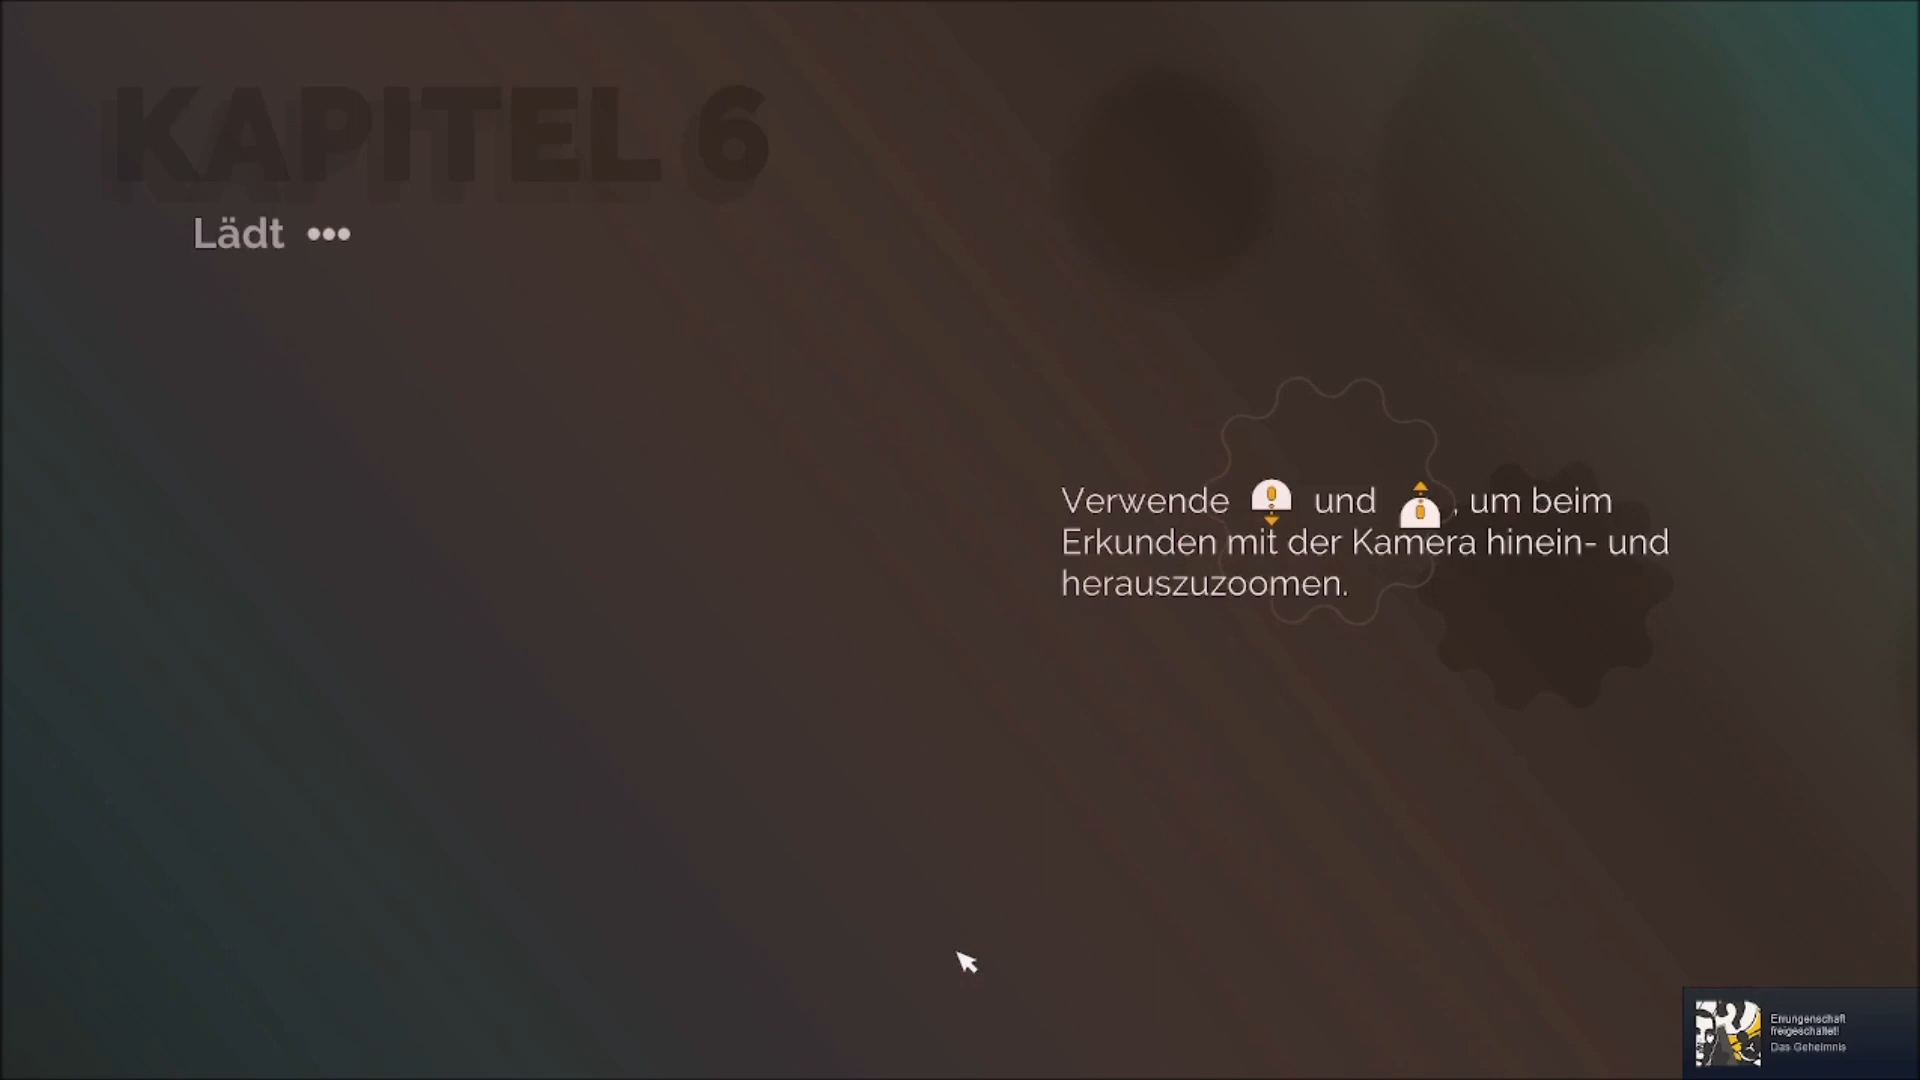 KAPITEL 6
Lädt •••
Verwende und , um beim
Erkunden mit der Kamera hinein- und
herauszuzoomen.
Errungenschaft
freigeschaltet!
Das Geheimnis